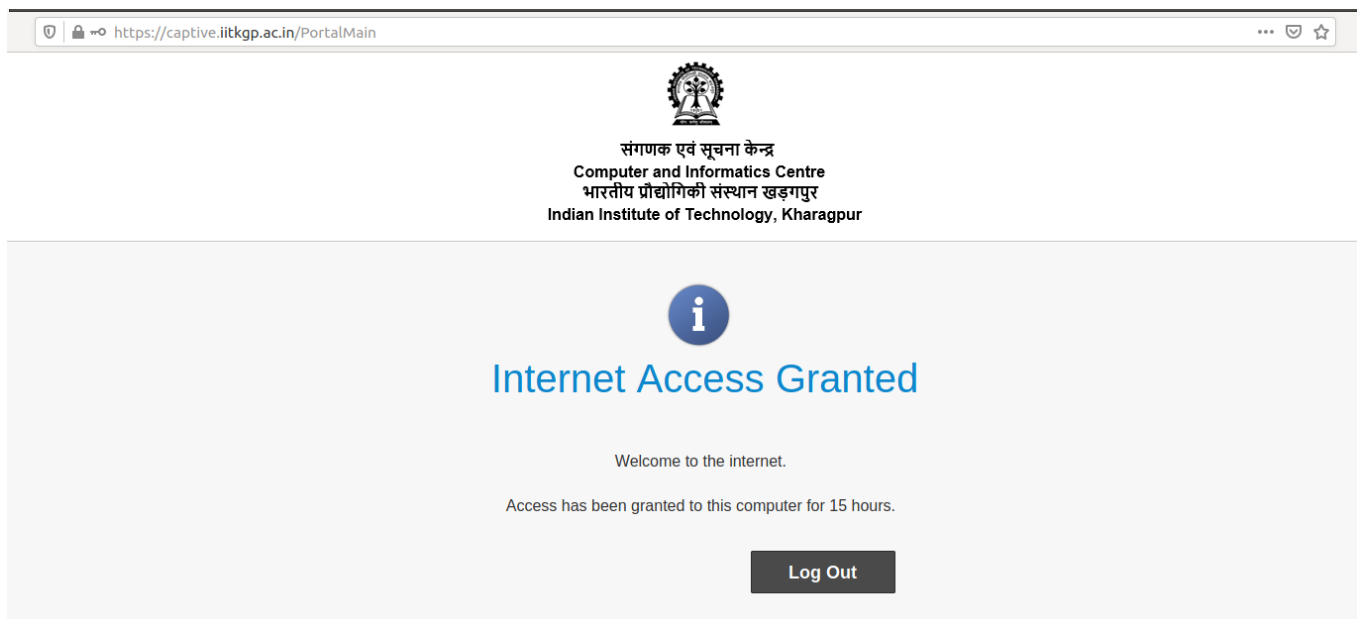 https://captive.iitkgp.ac.in/PortalMain
संगणक एवं सूचना केन्द्र
Computer and Informatics Centre
भारतीय प्रौद्योगिकी संस्थान खड़गपुर
Indian Institute of Technology, Kharagpur
i
Internet Access Granted
Welcome to the internet.
Access has been granted to this computer for 15 hours.
Log Out